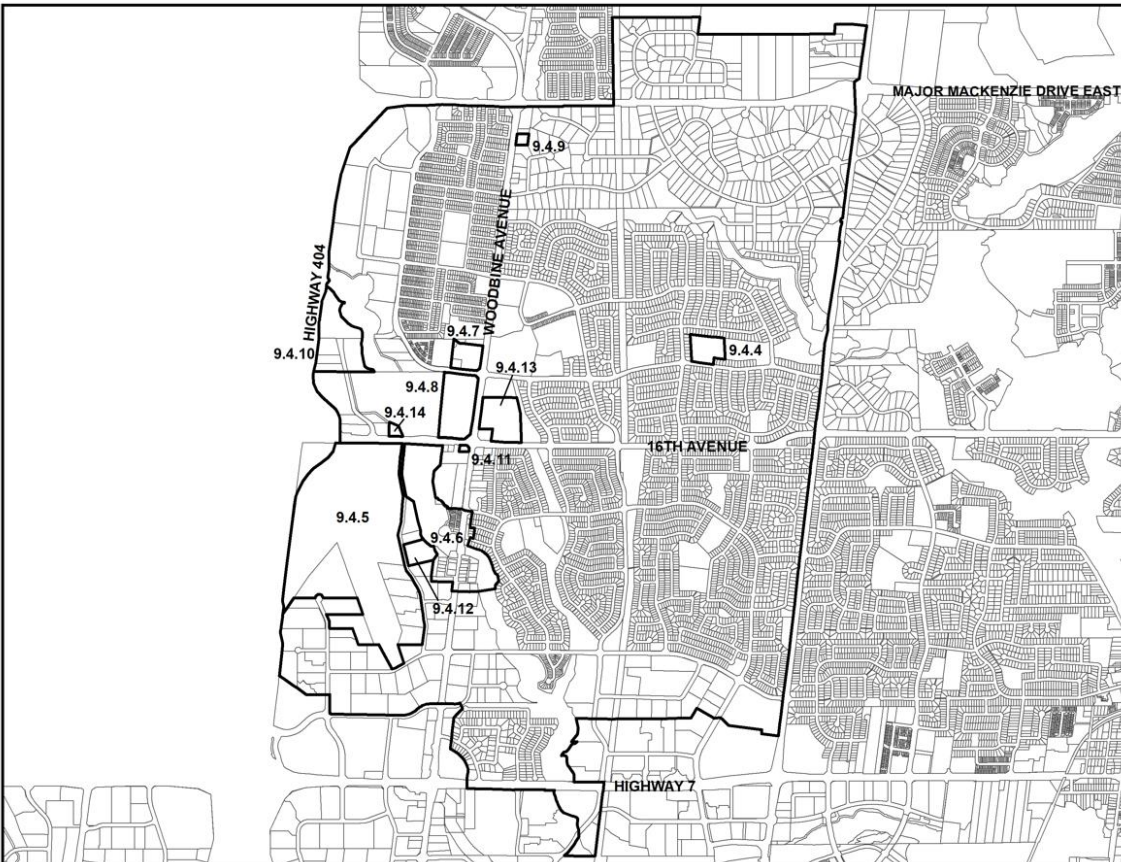 MAJOR MACKENZIE DRIVE EAST
9.4.9
WOODBINE AVENUE
HIGHWAY 404
9.4.7
9.4.10
9.4.4
9.4.13
9.4.8
9.4.14
16TH AVENUE
9.4.11
9.4.5
9.4.6
9.4.12
HIGHWAY 7